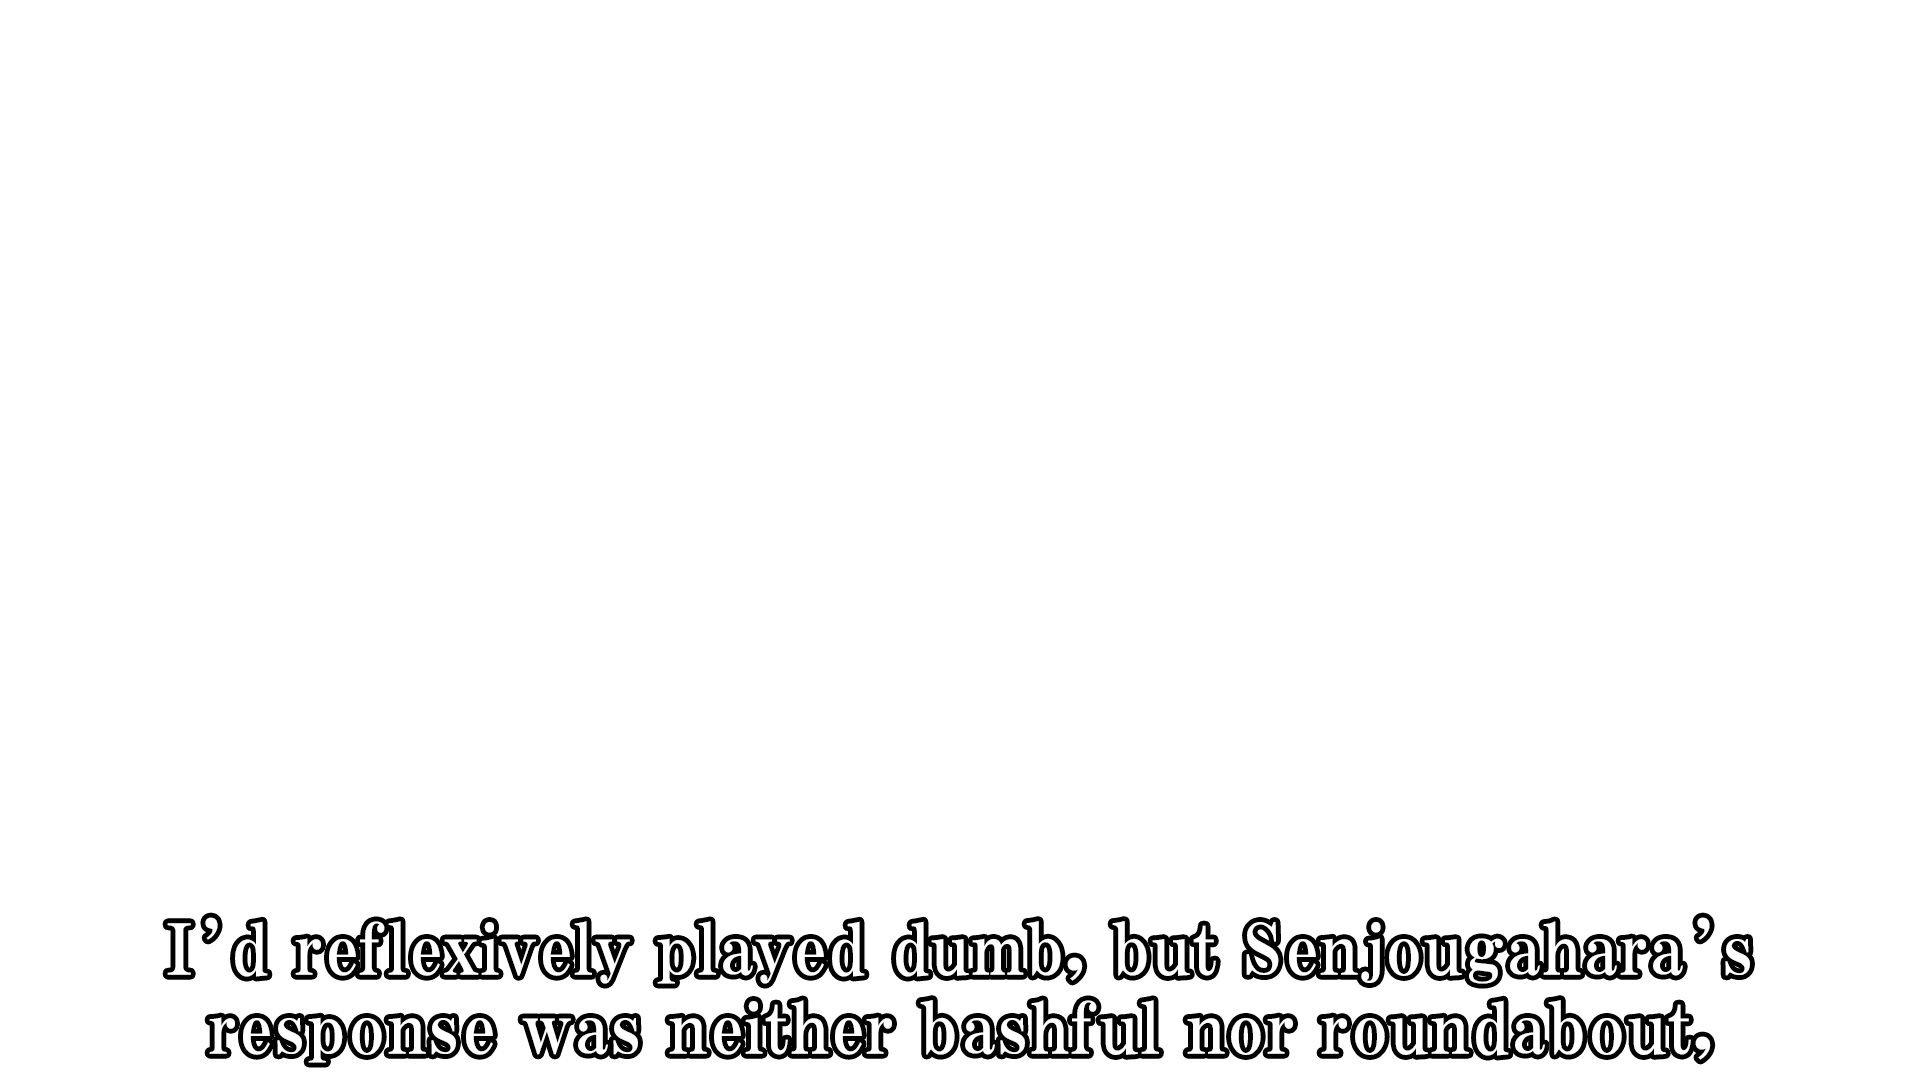 I’d reflexively played dumb, but Senjougahara’s
response was neither bashful nor roundabout,